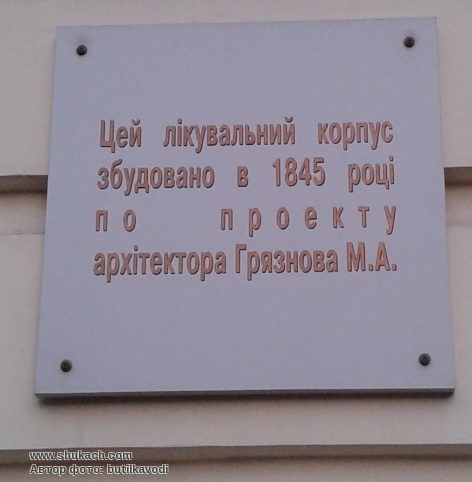 Цей лікувальний корпус
збудовано в 1845 році
по проекту
архітектора Грязнова М.А.
www.shukach.com
Автор фото: butilkavodi